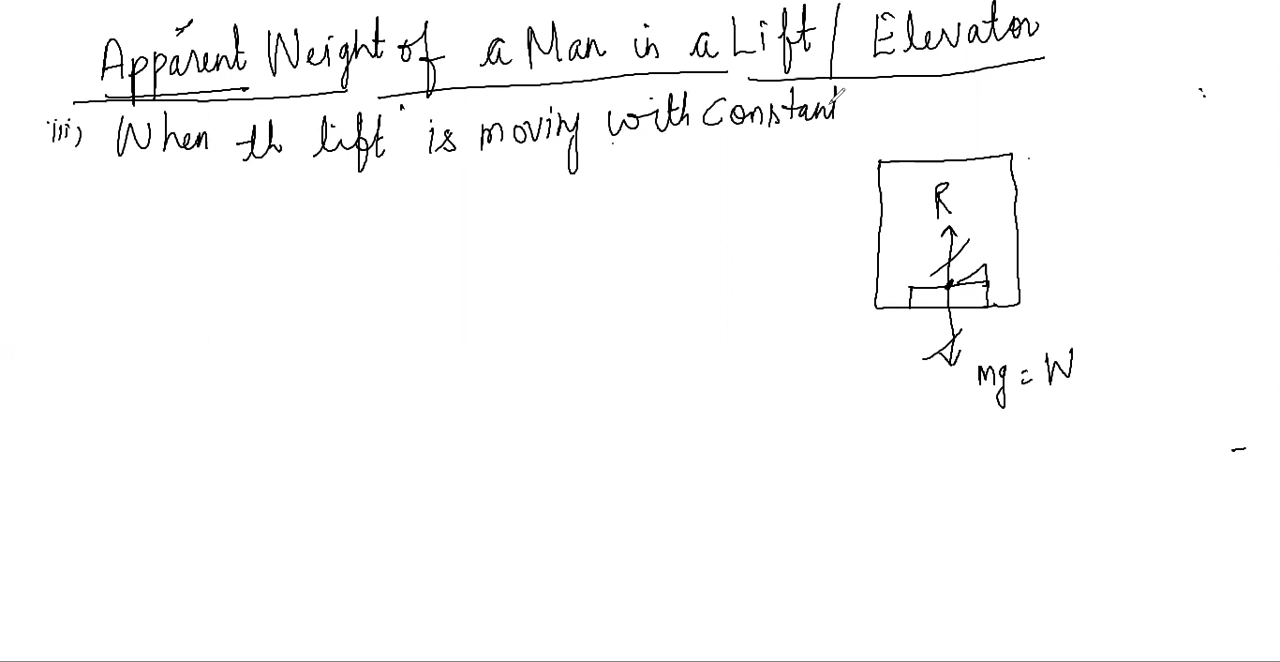 Apparent Weight of a Man in a Lift / Elevator
iii) When th lift is moving with Constant
R
mg = W